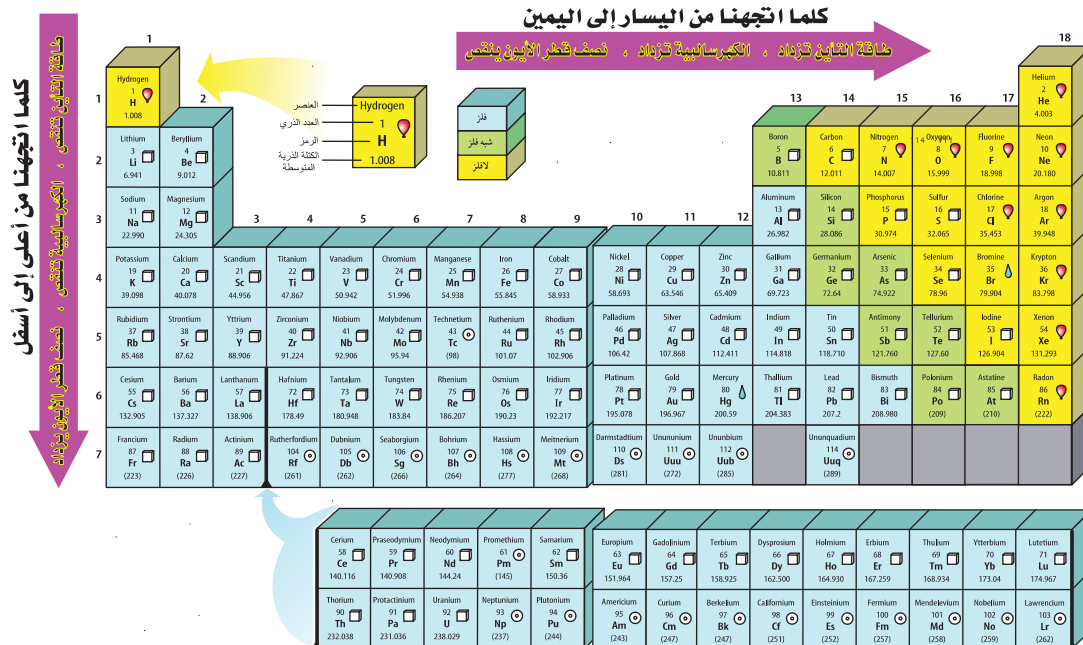 كلما اتجهنا من اليسار إلى اليمين
طاقة التاين تزداد ، الكهرسالبية تزداد ، نصف قطر الأيون ينقص
كلما اتجهنا من أعلى إلى أسفل
طاقة التاين تنقص ، الكهرسالبية تنقص ، نصف قطر الأيون يزداد
1 18
Hydrogen 1 H 1.008
العنصر Hydrogen
العدد الذري 1
الرمز H
الكتلة الذرية 1.008
المتوسطة
فلز
شبه فلز
لافلز
Helium 2 He 4.003
1
2 13 14 15 16 17
Lithium Beryllium Boron Carbon Nitrogen Oxygen Fluorine Neon
3 4 5 6 7 8 9 10
2 Li Be B C N O F Ne
6.941 9.012 10.811 12.011 14.007 15.999 18.998 20.180
Sodium Magnesium Aluminum Silicon Phosphorus Sulfur Chlorine Argon
11 12 13 14 15 16 17 18
3 Na Mg Al Si P S Cl Ar
22.990 24.305 26.982 28.086 30.974 32.065 35.453 39.948
3 4 5 6 7 8 9 10 11 12
Potassium Calcium Scandium Titanium Vanadium Chromium Manganese Iron Cobalt Nickel Copper Zinc Gallium Germanium Arsenic Selenium Bromine Krypton
19 20 21 22 23 24 25 26 27 28 29 30 31 32 33 34 35 36
4 K Ca Sc Ti V Cr Mn Fe Co Ni Cu Zn Ga Ge As Se Br Kr
39.098 40.078 44.956 47.867 50.942 51.996 54.938 55.845 58.933 58.693 63.546 65.409 69.723 72.64 74.922 78.96 79.904 83.798
Rubidium Strontium Yttrium Zirconium Niobium Molybdenum Technetium Ruthenium Rhodium Palladium Silver Cadmium Indium Tin Antimony Tellurium Iodine Xenon
37 38 39 40 41 42 43 44 45 46 47 48 49 50 51 52 53 54
5 Rb Sr Y Zr Nb Mo Tc Ru Rh Pd Ag Cd In Sn Sb Te I Xe
85.468 87.62 88.906 91.224 92.906 95.94 (98) 101.07 102.906 106.42 107.868 112.411 114.818 118.710 121.760 127.60 126.904 131.293
Cesium Barium Lanthanum Hafnium Tantalum Tungsten Rhenium Osmium Iridium Platinum Gold Mercury Thallium Lead Bismuth Polonium Astatine Radon
55 56 57 72 73 74 75 76 77 78 79 80 81 82 83 84 85 86
6 Cs Ba La Hf Ta W Re Os Ir Pt Au Hg Tl Pb Bi Po At Rn
132.905 137.327 138.906 178.49 180.948 183.84 186.207 190.23 192.217 195.078 196.967 200.59 204.383 207.2 208.980 (209) (210) (222)
Francium Radium Actinium Rutherfordium Dubnium Seaborgium Bohrium Hassium Meitnerium Darmstadtium Unununium Ununbium Ununquadium
87 88 89 104 105 106 107 108 109 110 111 112 114
7 Fr Ra Ac Rf Db Sg Bh Hs Mt Ds Uuu Uub Uuq
(223) (226) (227) (261) (262) (266) (264) (277) (268) (281) (272) (285) (289)
Cerium Praseodymium Neodymium Promethium Samarium Europium Gadolinium Terbium Dysprosium Holmium Erbium Thulium Ytterbium Lutetium
58 59 60 61 62 63 64 65 66 67 68 69 70 71
Ce Pr Nd Pm Sm Eu Gd Tb Dy Ho Er Tm Yb Lu
140.116 140.908 144.24 (145) 150.36 151.964 157.25 158.925 162.500 164.930 167.259 168.934 173.04 174.967
Thorium Protactinium Uranium Neptunium Plutonium Americium Curium Berkelium Californium Einsteinium Fermium Mendelevium Nobelium Lawrencium
90 91 92 93 94 95 96 97 98 99 100 101 102 103
Th Pa U Np Pu Am Cm Bk Cf Es Fm Md No Lr
232.038 231.036 238.029 (237) (244) (243) (247) (247) (251) (252) (257) (258) (259) (262)